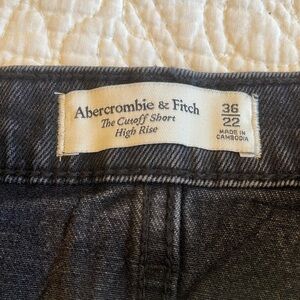 Abercrombie & Fitch
The Cutoff Short
High Rise
36
22
MADE IN
CAMBODIA